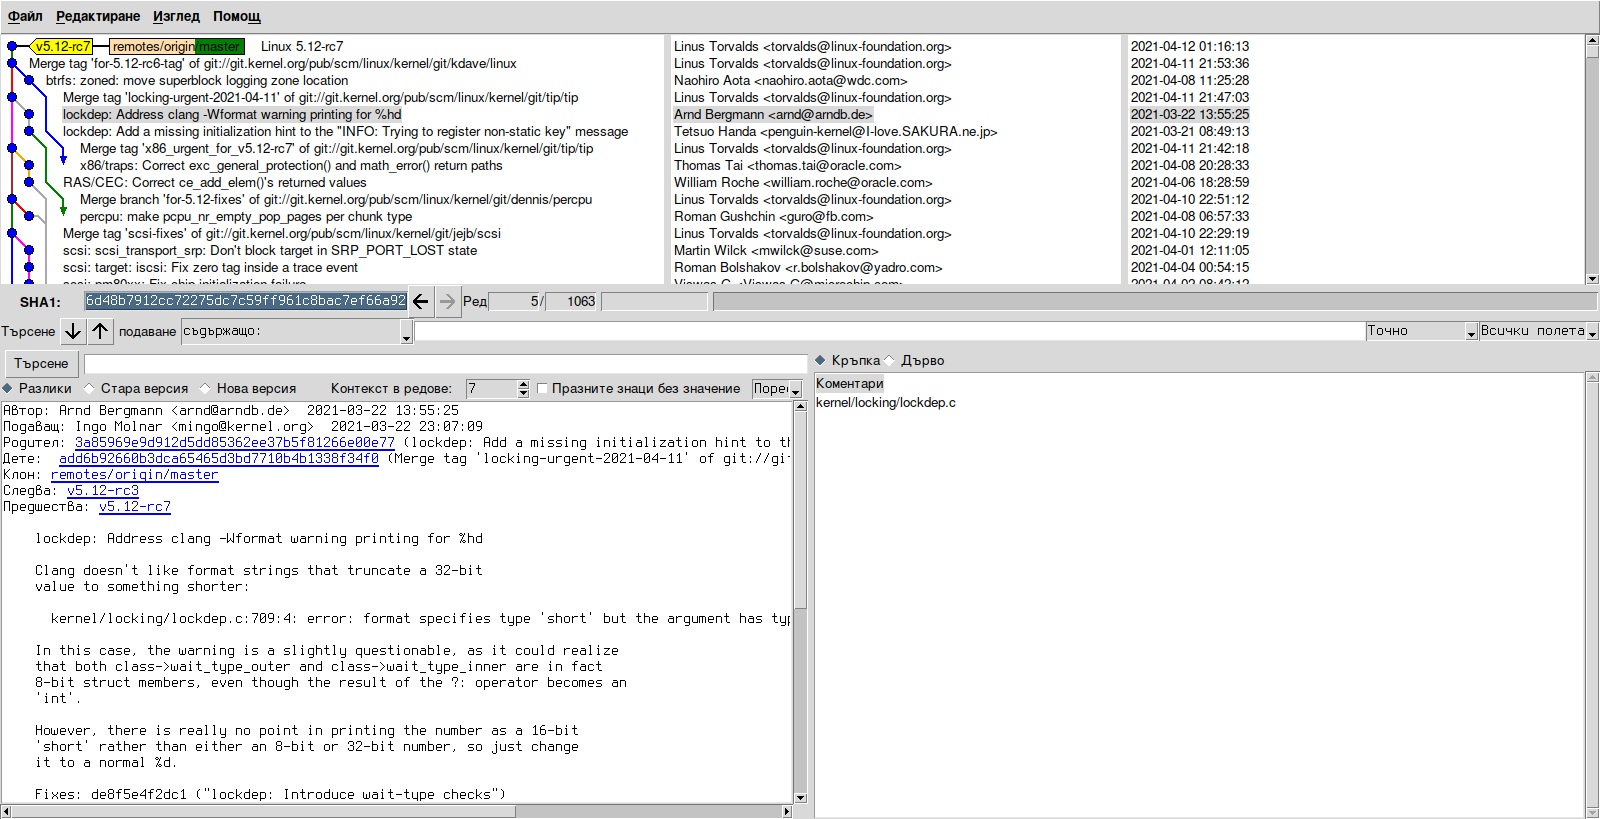 Файл Редактиране Изглед Помощ
v5.12-rc7 remotes/origin/master Linux 5.12-rc7 Linus Torvalds <torvalds@linux-foundation.org> 2021-04-12 01:16:13
Merge tag 'for-5.12-rc6-tag' of git://git.kernel.org/pub/scm/linux/kernel/git/kdave/linux Linus Torvalds <torvalds@linux-foundation.org> 2021-04-11 21:53:36
btrfs: zoned: move superblock logging zone location Naohiro Aota <naohiro.aota@wdc.com> 2021-04-08 11:25:28
Merge tag 'locking-urgent-2021-04-11' of git://git.kernel.org/pub/scm/linux/kernel/git/tip/tip Linus Torvalds <torvalds@linux-foundation.org> 2021-04-11 21:47:03
lockdep: Address clang -Wformat warning printing for %hd Arnd Bergmann <arnd@arndb.de> 2021-03-22 13:55:25
lockdep: Add a missing initialization hint to the "INFO: Trying to register non-static key" message Tetsuo Handa <penguin-kernel@I-love.SAKURA.ne.jp> 2021-03-21 08:49:13
Merge tag 'x86_urgent_for_v5.12-rc7' of git://git.kernel.org/pub/scm/linux/kernel/git/tip/tip Linus Torvalds <torvalds@linux-foundation.org> 2021-04-11 21:42:18
x86/traps: Correct exc_general_protection() and math_error() return paths Thomas Tai <thomas.tai@oracle.com> 2021-04-08 20:28:33
RAS/CEC: Correct ce_add_elem()'s returned values William Roche <william.roche@oracle.com> 2021-04-06 18:28:59
Merge branch 'for-5.12-fixes' of git://git.kernel.org/pub/scm/linux/kernel/git/dennis/percpu Linus Torvalds <torvalds@linux-foundation.org> 2021-04-10 22:51:12
percpu: make pcpu_nr_empty_pop_pages per chunk type Roman Gushchin <guro@fb.com> 2021-04-08 06:57:33
Merge tag 'scsi-fixes' of git://git.kernel.org/pub/scm/linux/kernel/git/jejb/scsi Linus Torvalds <torvalds@linux-foundation.org> 2021-04-10 22:29:19
scsi: scsi_transport_srp: Don't block target in SRP_PORT_LOST state Martin Wilck <mwilck@suse.com> 2021-04-01 12:11:05
scsi: target: iscsi: Fix zero tag inside a trace event Roman Bolshakov <r.bolshakov@yadro.com> 2021-04-04 00:54:15
SHA1: 6d48b7912cc72275dc7c59ff961c8bac7ef66a92 Ред 5 / 1063
Търсене подаване съдържащо: Точно Всички полета
Търсене
Разлики Стара версия Нова версия Контекст в редове: 7 Празните знаци без значение Поре
Автор: Arnd Bergmann <arnd@arndb.de> 2021-03-22 13:55:25
Подаващ: Ingo Molnar <mingo@kernel.org> 2021-03-22 23:07:09
Родител: 3a85969e9d912d5dd85362ee37b5f81266e00e77 (lockdep: Add a missing initialization hint to th
Дете: add6b92660b3dca65465d3bd7710b4b1338f34f0 (Merge tag 'locking-urgent-2021-04-11' of git://gi
Клон: remotes/origin/master
Следва: v5.12-rc3
Предшества: v5.12-rc7
lockdep: Address clang -Wformat warning printing for %hd
Clang doesn't like format strings that truncate a 32-bit
value to something shorter:
kernel/locking/lockdep.c:709:4: error: format specifies type 'short' but the argument has typ
In this case, the warning is a slightly questionable, as it could realize
that both class->wait_type_outer and class->wait_type_inner are in fact
8-bit struct members, even though the result of the ?: operator becomes an
'int'.
However, there is really no point in printing the number as a 16-bit
'short' rather than either an 8-bit or 32-bit number, so just change
it to a normal %d.
Fixes: de8f5e4f2dc1 ("lockdep: Introduce wait-type checks")
Кръпка Дърво
Коментари
kernel/locking/lockdep.c